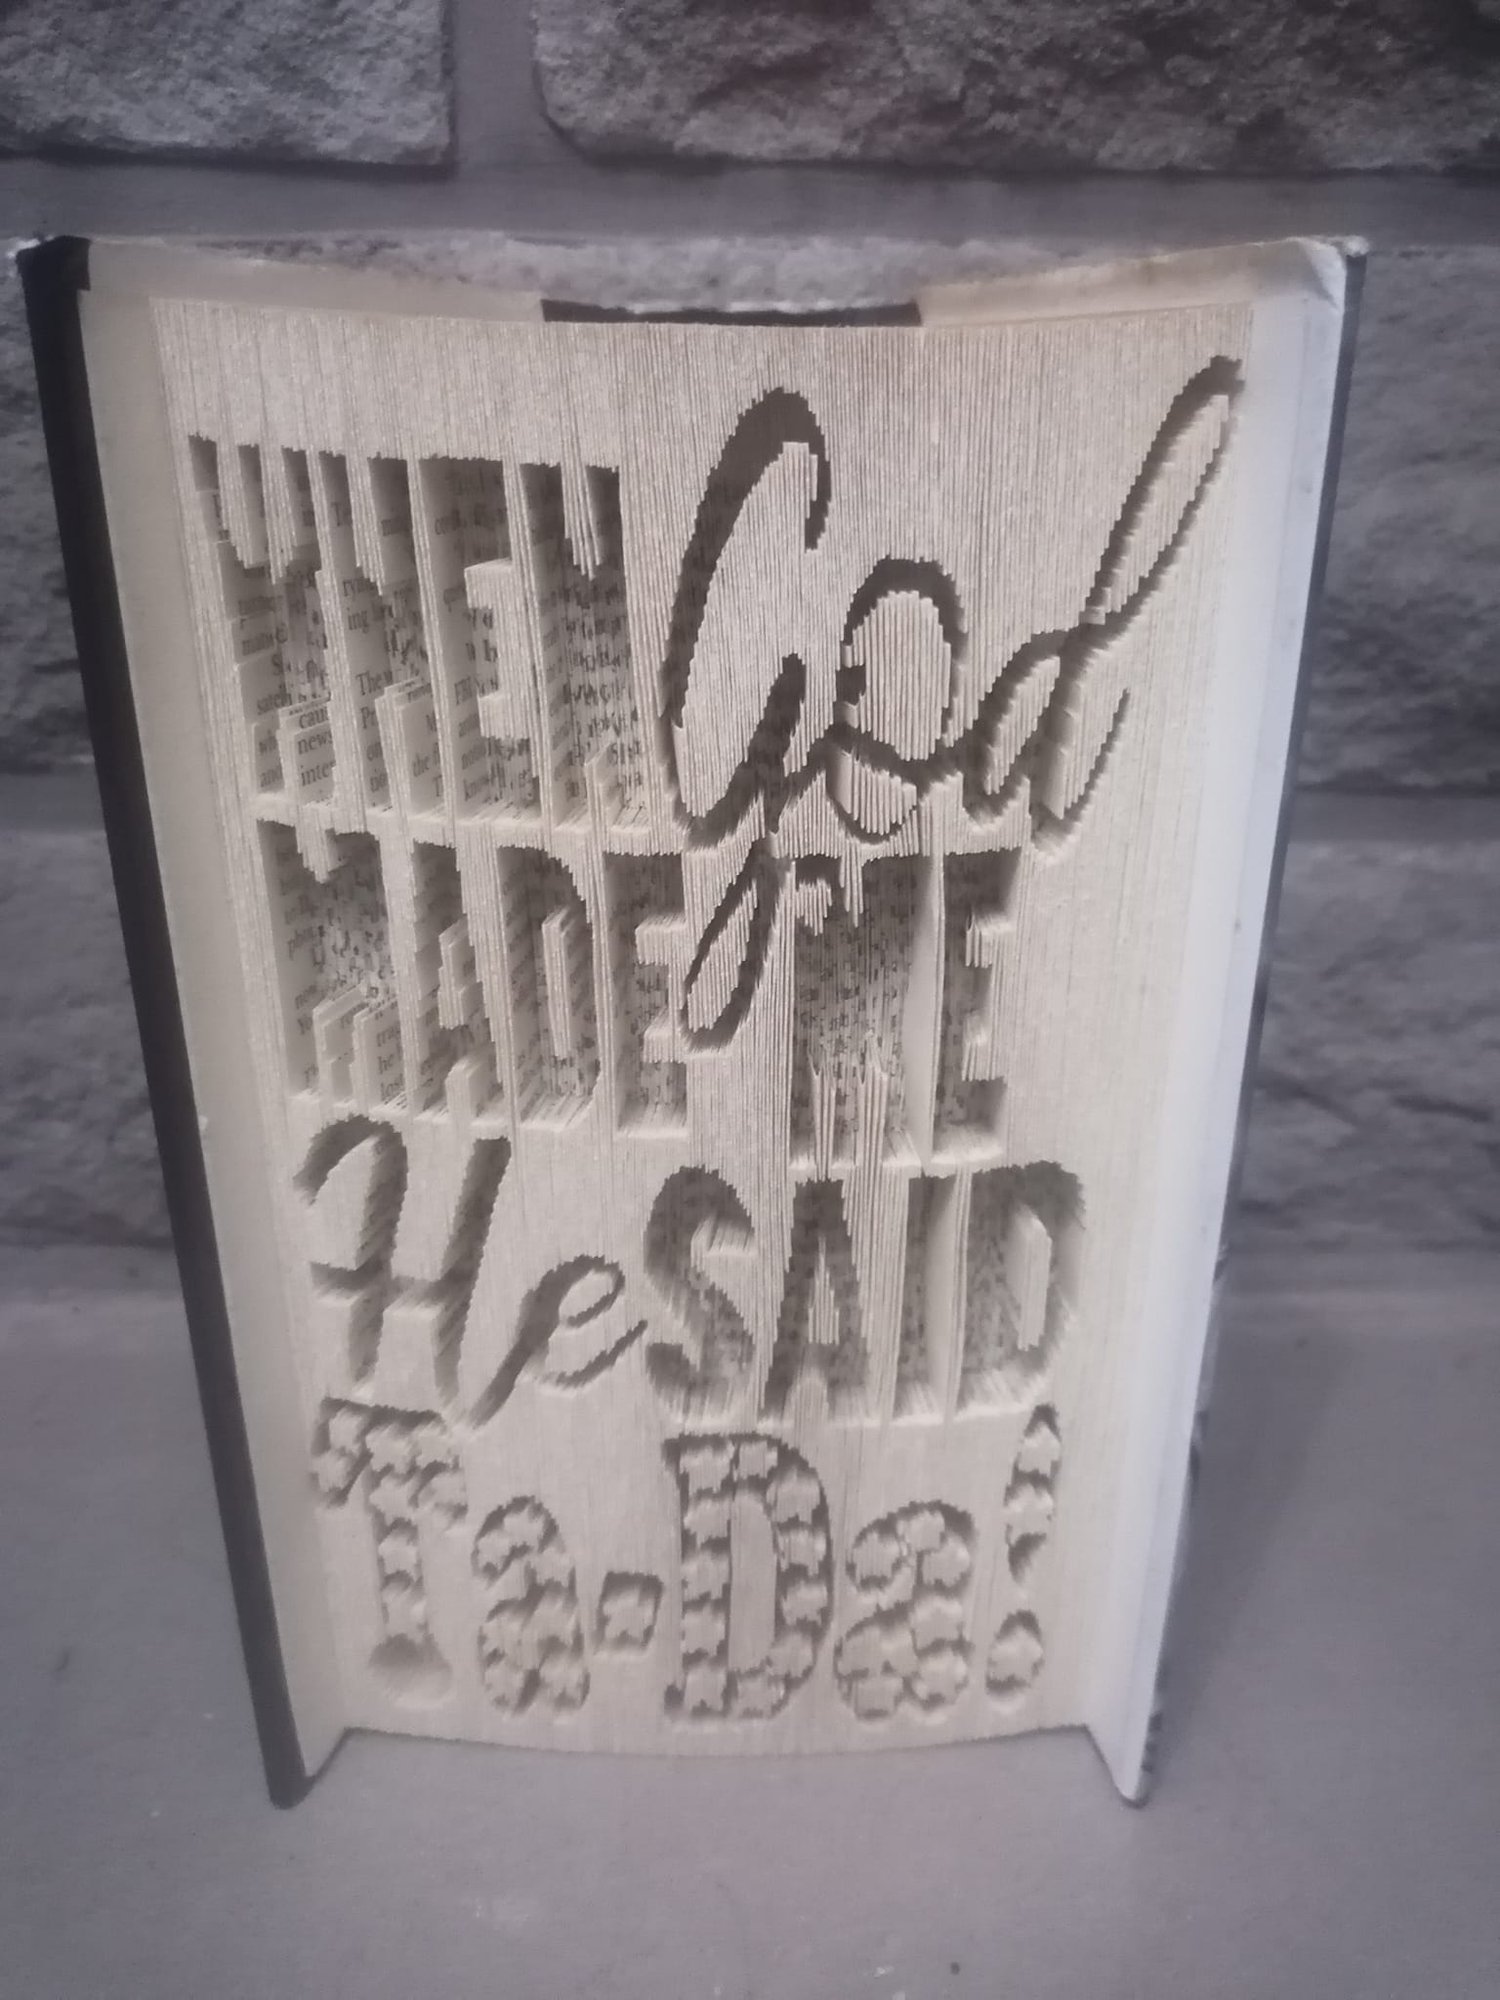 WHEN God
MADE ME
He SAID
Ta-Da!